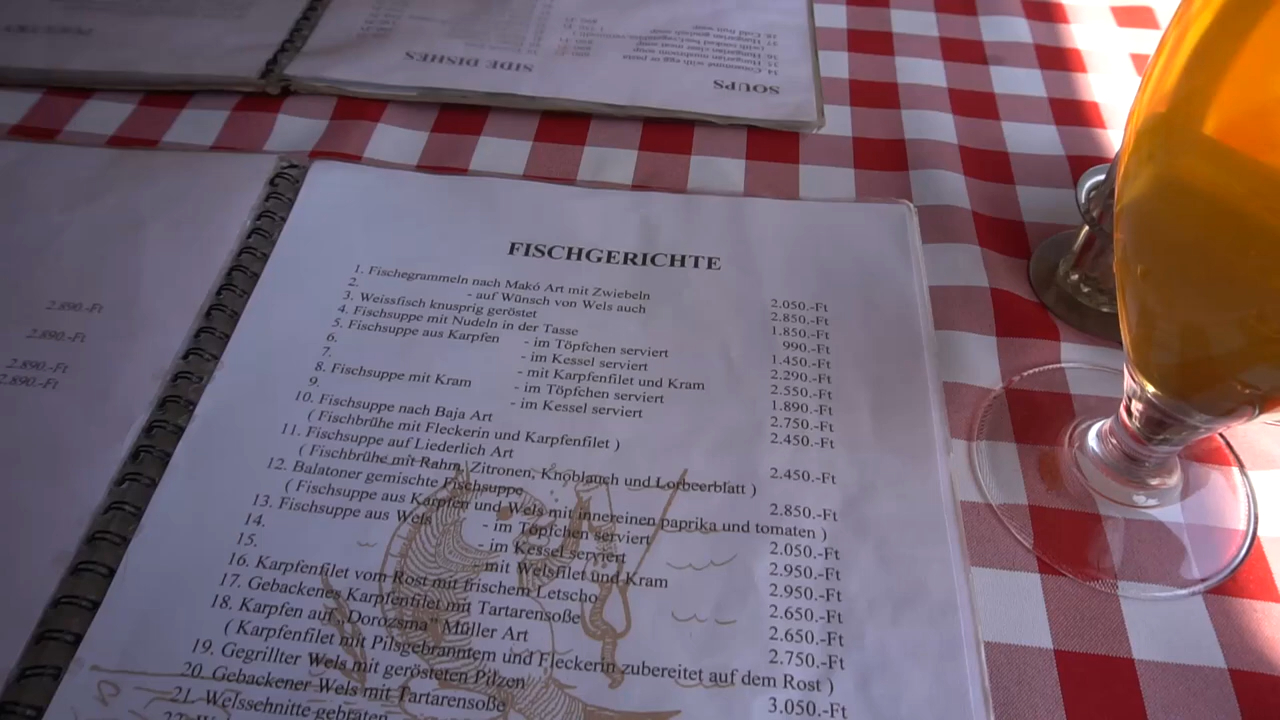 SOUPS
14. Consommé with egg or pasta
SIDE DISHES
2.890.-Ft
2.890.-Ft
2.890.-Ft
2.890.-Ft
FISCHGERICHTE
1. Fischegrammeln nach Makó Art mit Zwiebeln 2.050.-Ft
2. - auf Wünsch von Wels auch 2.850.-Ft
3. Weissfisch knusprig geröstet 1.850.-Ft
4. Fischsuppe mit Nudeln in der Tasse 990.-Ft
5. Fischsuppe aus Karpfen - im Töpfchen serviert 1.450.-Ft
6. - im Kessel serviert 2.290.-Ft
7. - mit Karpfenfilet und Kram 2.550.-Ft
8. Fischsuppe mit Kram - im Töpfchen serviert 1.890.-Ft
9. - im Kessel serviert 2.750.-Ft
10. Fischsuppe nach Baja Art 2.450.-Ft
( Fischbrühe mit Fleckerin und Karpfenfilet )
11. Fischsuppe auf Liederlich Art 2.450.-Ft
( Fischbrühe mit Rahm, Zitronen, Knoblauch und Lorbeerblatt )
12. Balatoner gemischte Fischsuppe 2.850.-Ft
( Fischsuppe aus Karpfen und Wels mit innereinen paprika und tomaten )
13. Fischsuppe aus Wels - im Töpfchen serviert 2.050.-Ft
14. - im Kessel serviert 2.950.-Ft
15. - mit Welsfilet und Kram 2.950.-Ft
16. Karpfenfilet vom Rost mit frischem Letscho 2.650.-Ft
17. Gebackenes Karpfenfilet mit Tartarensoße 2.650.-Ft
18. Karpfen auf „Dorozsma" Müller Art 2.750.-Ft
( Karpfenfilet mit Pilsgebranntem und Fleckerin zubereitet auf dem Rost )
19. Gegrillter Wels mit gerösteten Pilzen 3.050.-Ft
20. Gebackener Wels mit Tartarensoße
21. Welsschnitte gebraten
22.